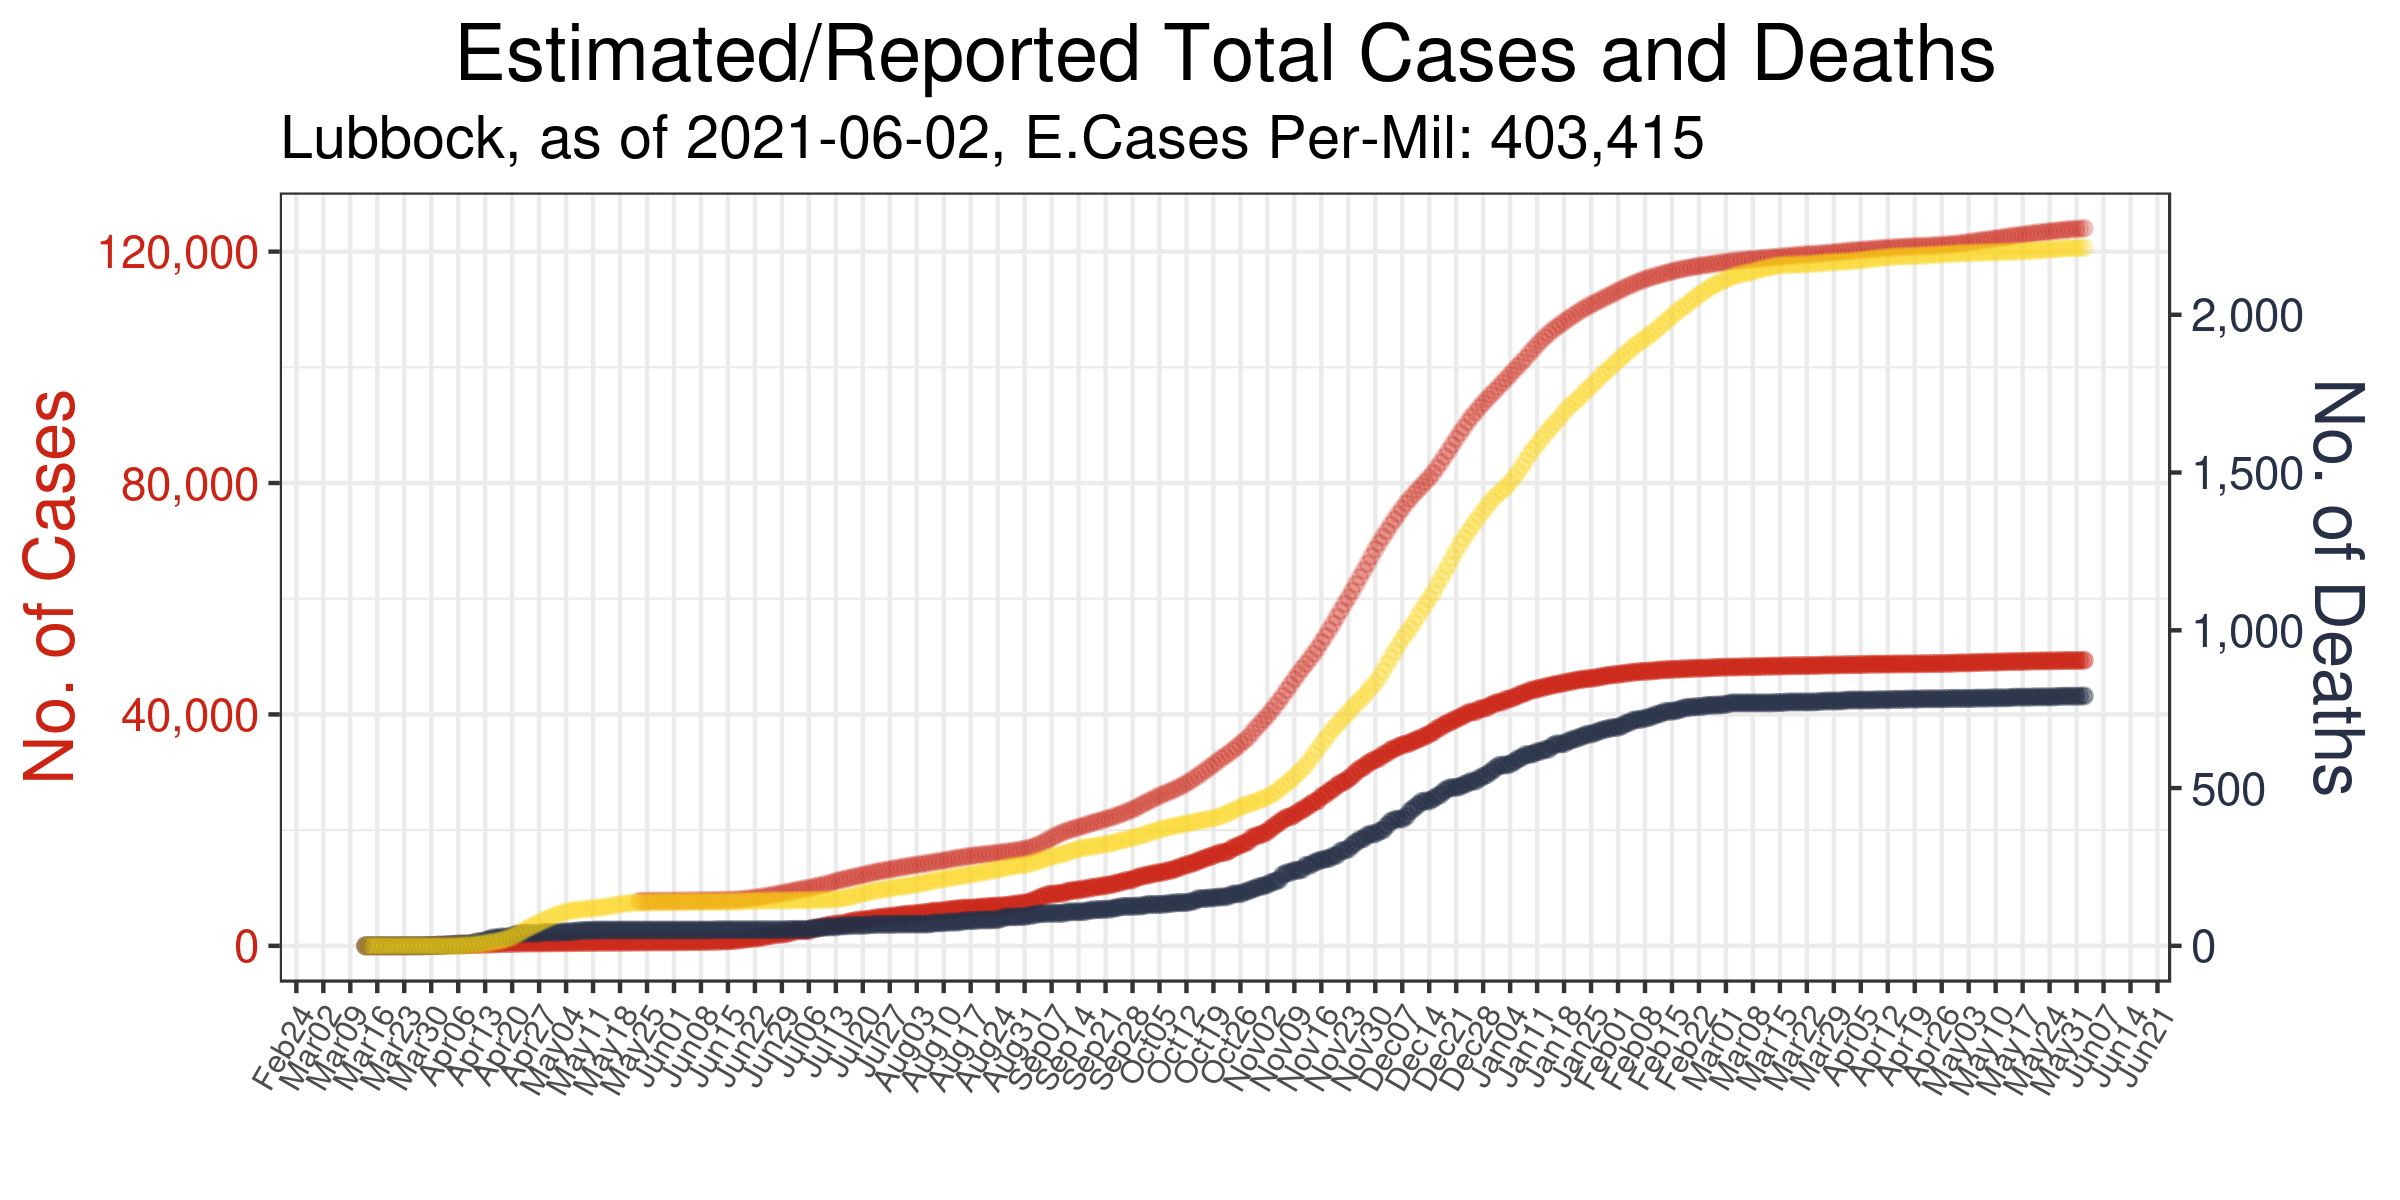 Estimated/Reported Total Cases and Deaths
Lubbock, as of 2021-06-02, E.Cases Per-Mil: 403,415
No. of Cases
120,000
80,000
40,000
0
2,000
1,500
1,000
500
0
No. of Deaths
Feb24 Mar02 Mar09 Mar16 Mar23 Mar30 Apr06 Apr13 Apr20 Apr27 May04 May11 May18 May25 Jun01 Jun08 Jun15 Jun22 Jun29 Jul06 Jul13 Jul20 Jul27 Aug03 Aug10 Aug17 Aug24 Aug31 Sep07 Sep14 Sep21 Sep28 Oct05 Oct12 Oct19 Oct26 Nov02 Nov09 Nov16 Nov23 Nov30 Dec07 Dec14 Dec21 Dec28 Jan04 Jan11 Jan18 Jan25 Feb01 Feb08 Feb15 Feb22 Mar01 Mar08 Mar15 Mar22 Mar29 Apr05 Apr12 Apr19 Apr26 May03 May10 May17 May24 May31 Jun07 Jun14 Jun21